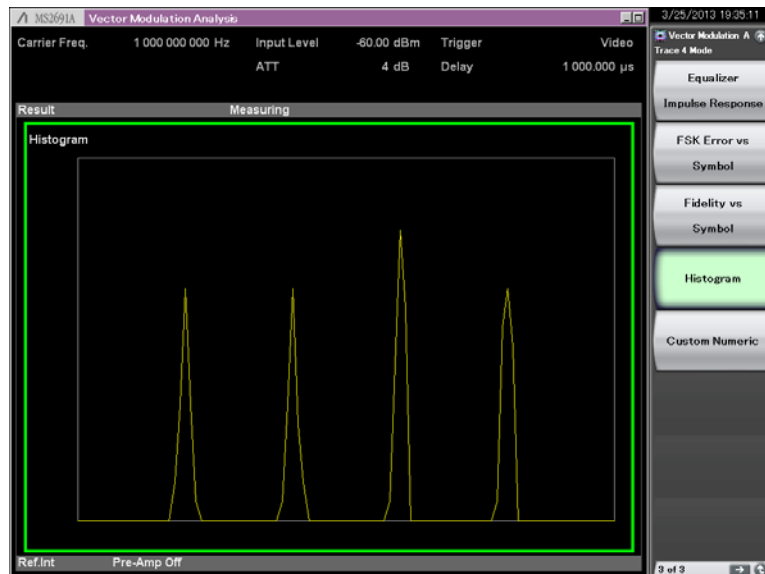 MS2691A Vector Modulation Analysis
3/25/2013 19:35:11
Carrier Freq. 1 000 000 000 Hz Input Level -60.00 dBm Trigger Video
ATT 4 dB Delay 1 000.000 µs
Result Measuring
Histogram
Ref.Int Pre-Amp Off
Vector Modulation A
Trace 4 Mode
Equalizer
Impulse Response
FSK Error vs
Symbol
Fidelity vs
Symbol
Histogram
Custom Numeric
3 of 3